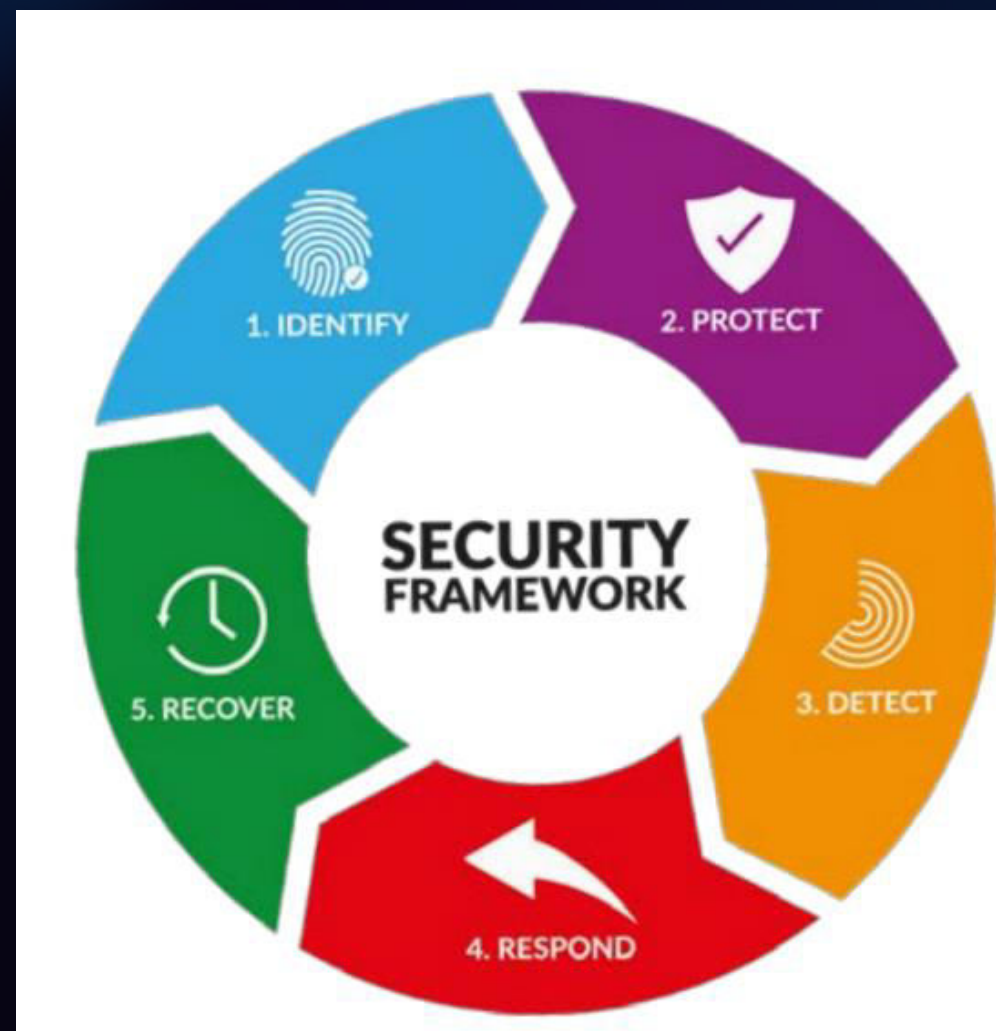 1. IDENTIFY
2. PROTECT
SECURITY
FRAMEWORK
3. DETECT
5. RECOVER
4. RESPOND